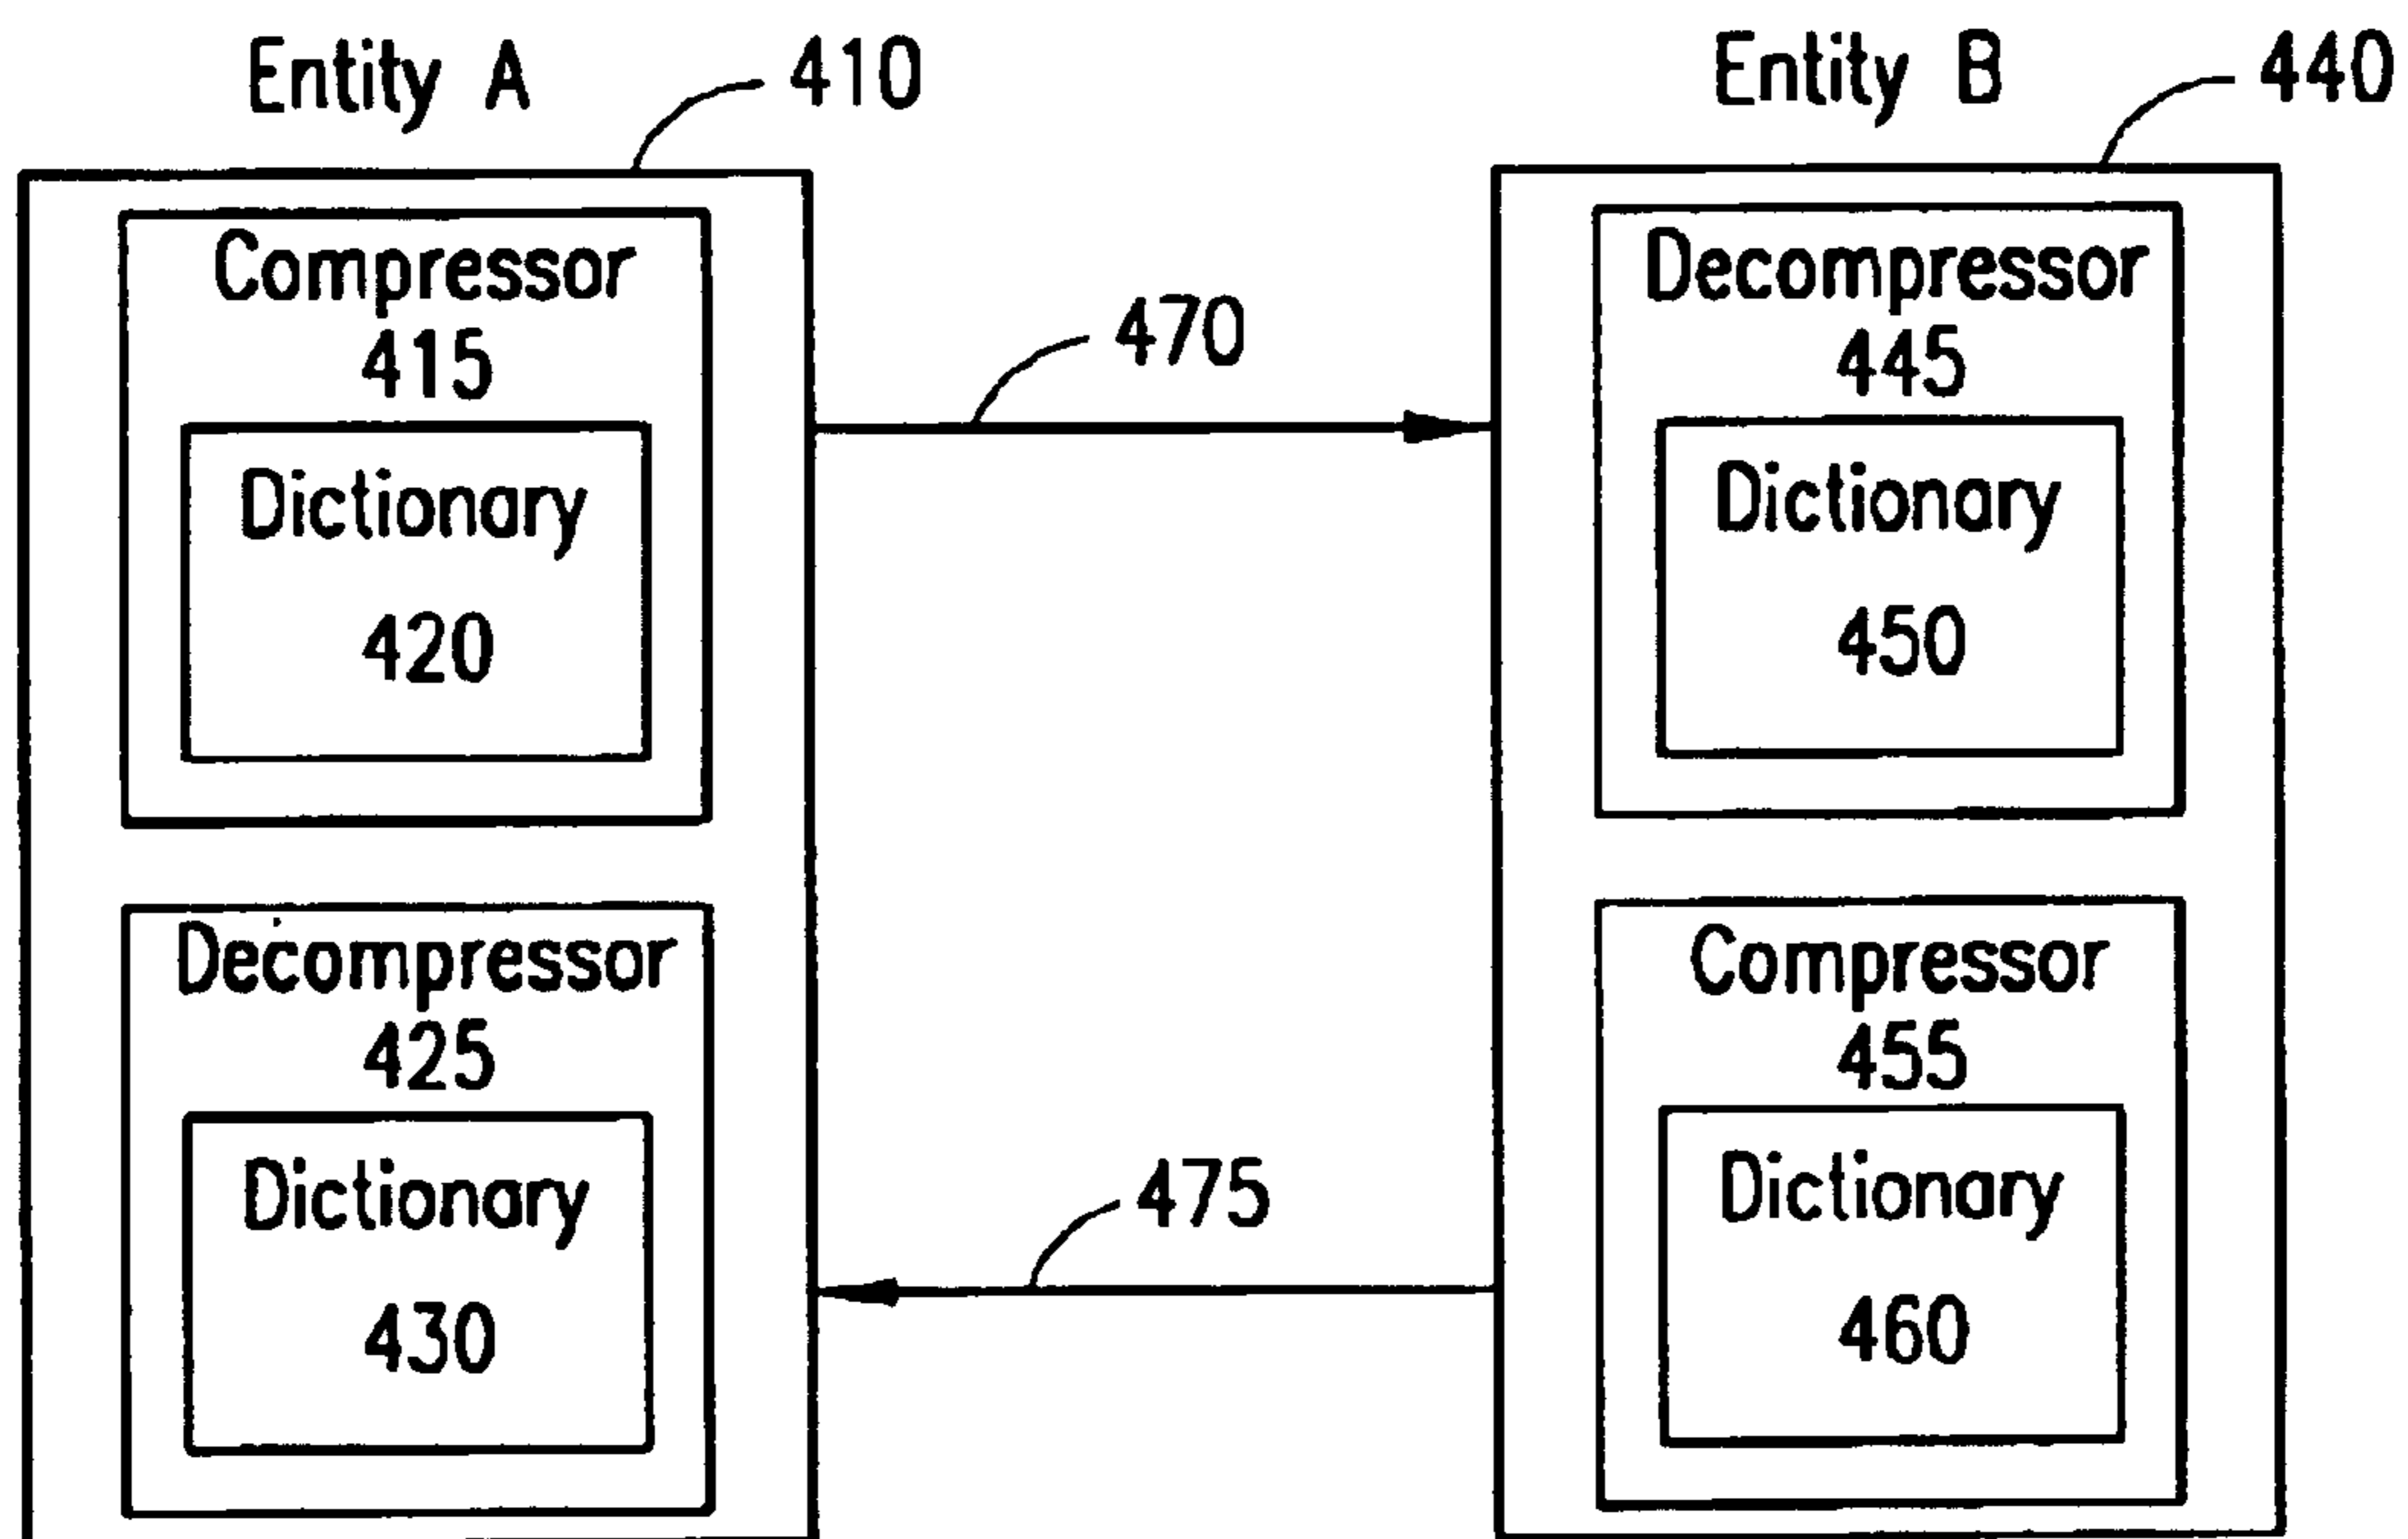 Entity A
410
Compressor
415
Dictionary
420
Decompressor
425
Dictionary
430
470
475
Entity B
440
Decompressor
445
Dictionary
450
Compressor
455
Dictionary
460